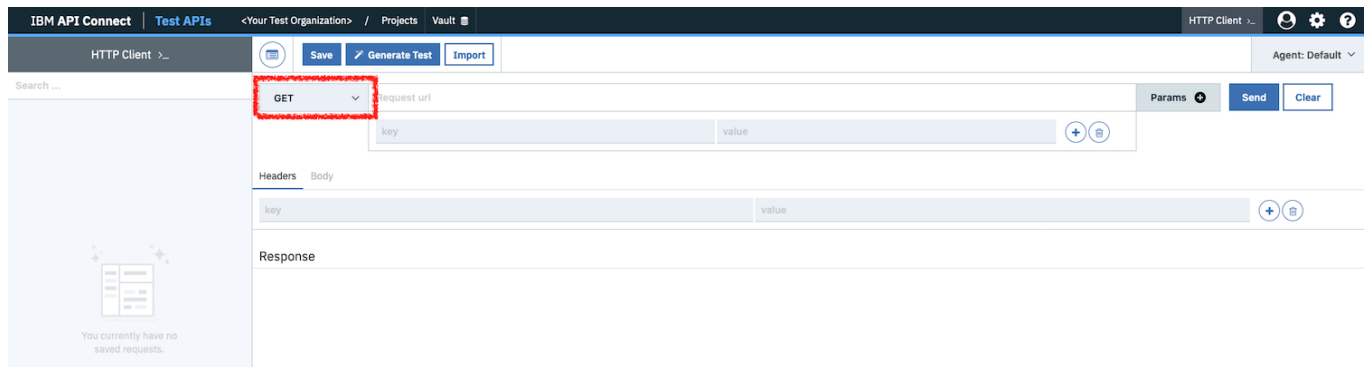 IBM API Connect Test APIs <Your Test Organization> / Projects Vault HTTP Client >_
HTTP Client >_ Save Generate Test Import Agent: Default
Search ...
GET Request url Params Send Clear
key value
Headers Body
key value
Response
You currently have no
saved requests.